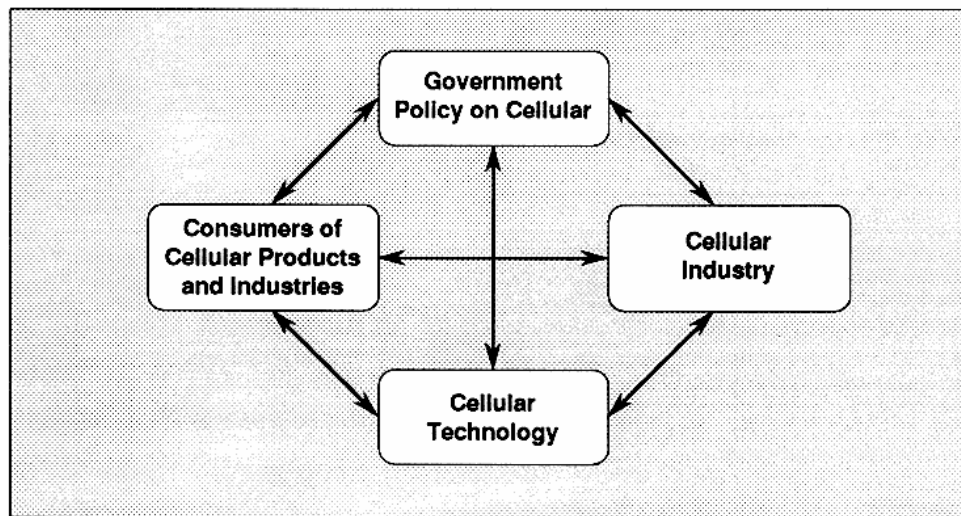 Government
Policy on Cellular
Consumers of
Cellular Products
and Industries
Cellular
Industry
Cellular
Technology